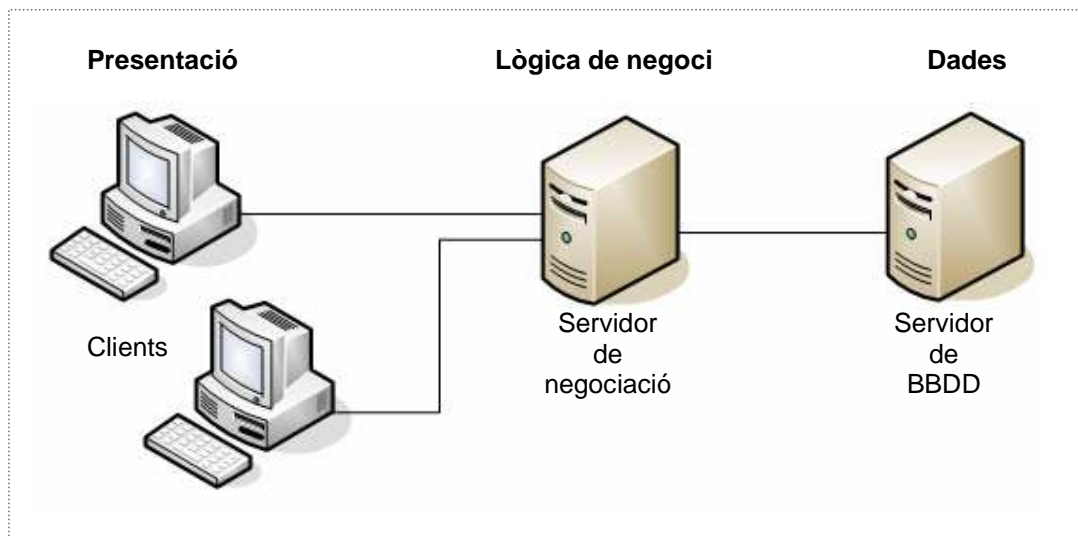 Presentació
Lògica de negoci
Dades
Clients
Servidor
de
negociació
Servidor
de
BBDD